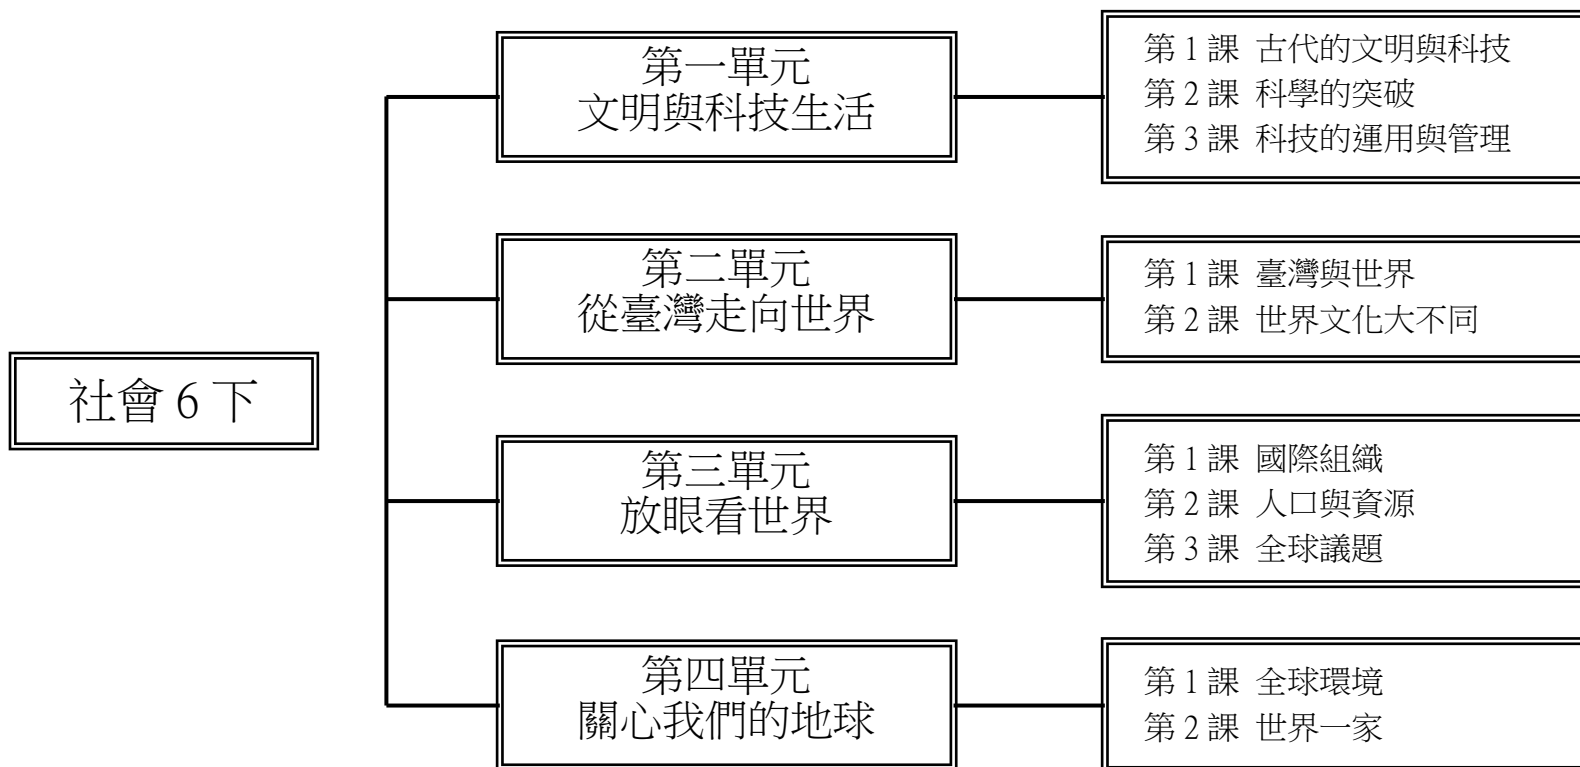 社會 6 下
第一單元
文明與科技生活
第 1 課 古代的文明與科技
第 2 課 科學的突破
第 3 課 科技的運用與管理
第二單元
從臺灣走向世界
第 1 課 臺灣與世界
第 2 課 世界文化大不同
第三單元
放眼看世界
第 1 課 國際組織
第 2 課 人口與資源
第 3 課 全球議題
第四單元
關心我們的地球
第 1 課 全球環境
第 2 課 世界一家